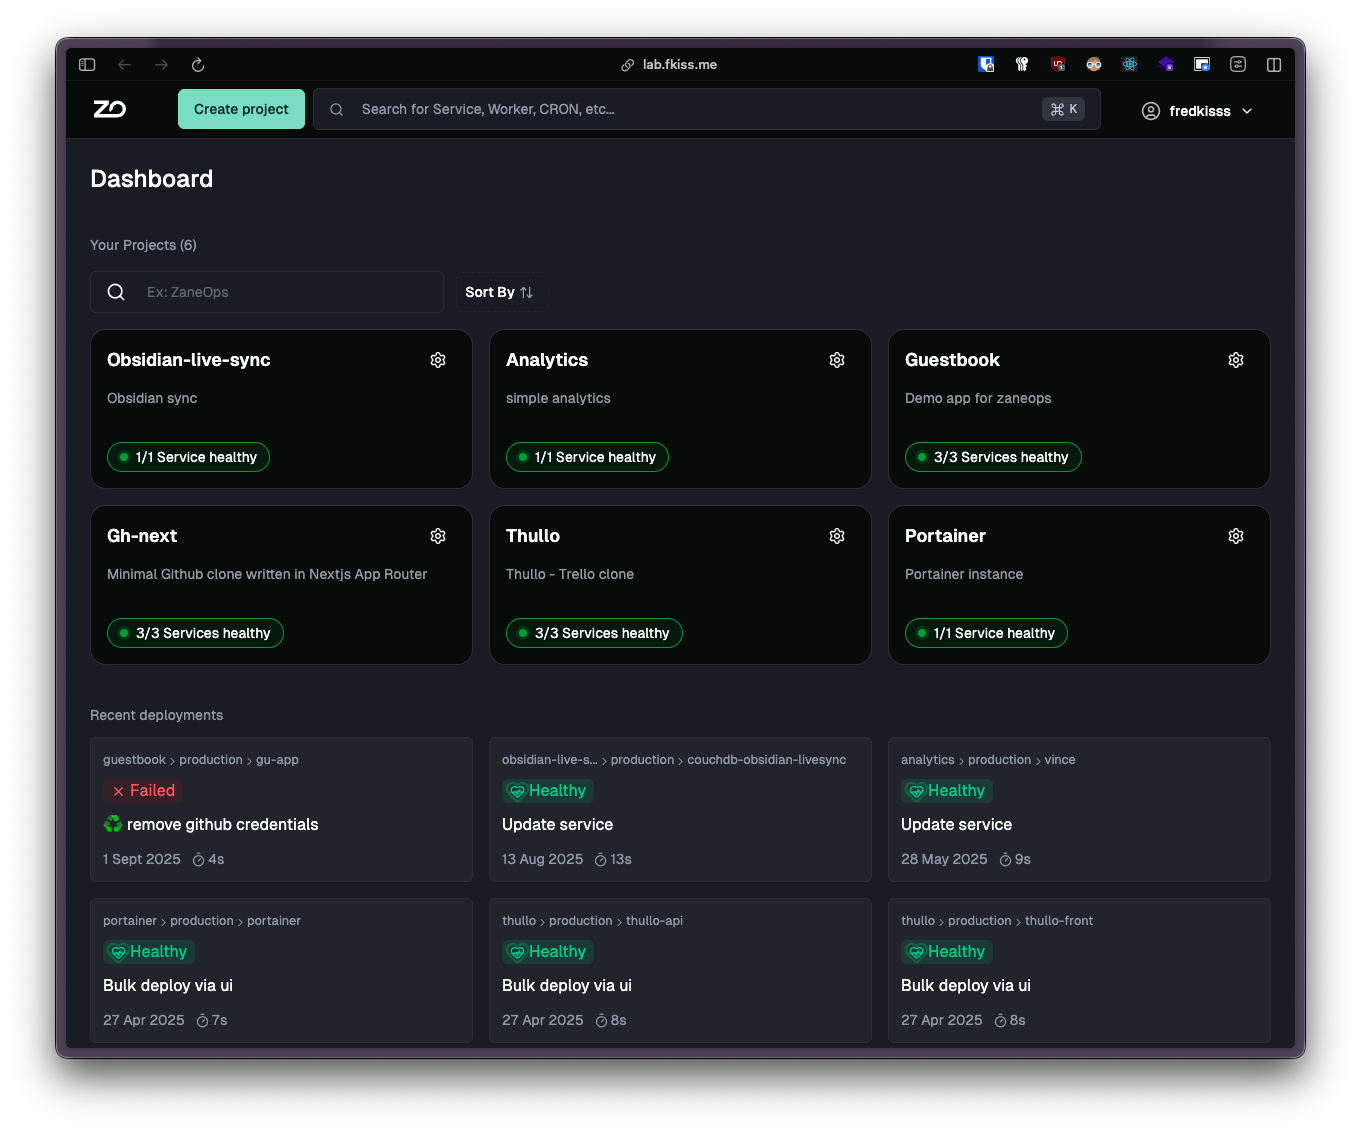 lab.fkiss.me
ZO
Create project
Search for Service, Worker, CRON, etc...
⌘ K
fredkisss
Dashboard
Your Projects (6)
Ex: ZaneOps
Sort By
Obsidian-live-sync
Obsidian sync
1/1 Service healthy
Analytics
simple analytics
1/1 Service healthy
Guestbook
Demo app for zaneops
3/3 Services healthy
Gh-next
Minimal Github clone written in Nextjs App Router
3/3 Services healthy
Thullo
Thullo - Trello clone
3/3 Services healthy
Portainer
Portainer instance
1/1 Service healthy
Recent deployments
guestbook > production > gu-app
Failed
♻️ remove github credentials
1 Sept 2025 4s
obsidian-live-s... > production > couchdb-obsidian-livesync
Healthy
Update service
13 Aug 2025 13s
analytics > production > vince
Healthy
Update service
28 May 2025 9s
portainer > production > portainer
Healthy
Bulk deploy via ui
27 Apr 2025 7s
thullo > production > thullo-api
Healthy
Bulk deploy via ui
27 Apr 2025 8s
thullo > production > thullo-front
Healthy
Bulk deploy via ui
27 Apr 2025 8s